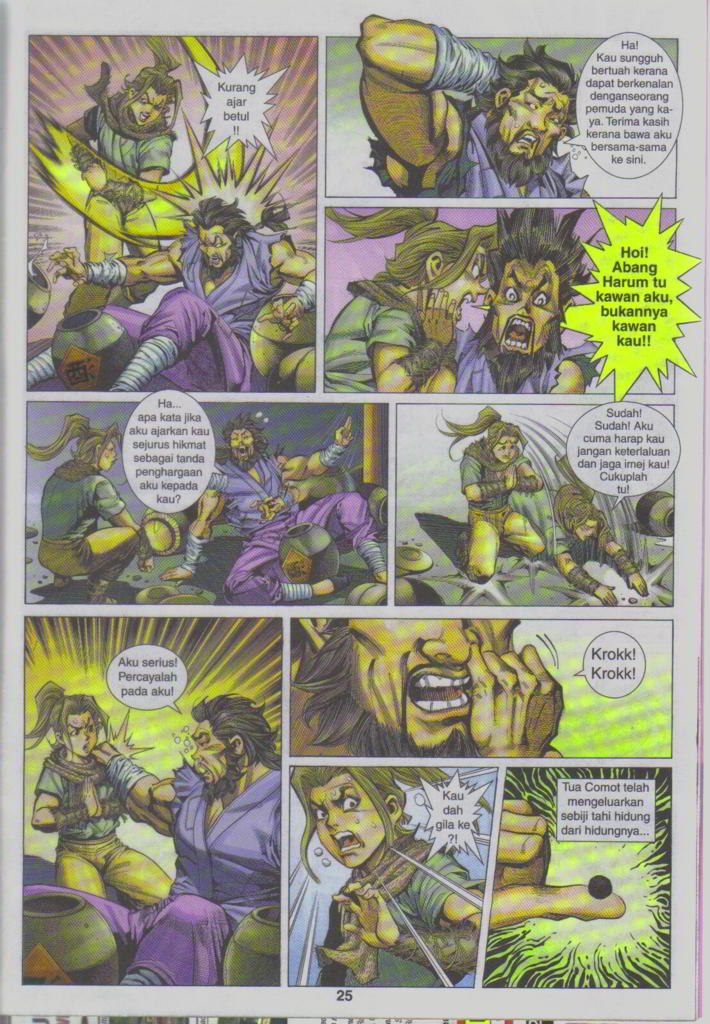 Kurang
ajar
betul
!!
Ha!
Kau sungguh
bertuah kerana
dapat berkenalan
denganseorang
pemuda yang ka-
ya. Terima kasih
kerana bawa aku
bersama-sama
ke sini.
Hoi!
Abang
Harum tu
kawan aku,
bukannya
kawan
kau!!
Ha...
apa kata jika
aku ajarkan kau
sejurus hikmat
sebagai tanda
penghargaan
aku kepada
kau?
Sudah!
Sudah! Aku
cuma harap kau
jangan keterlaluan
dan jaga imej kau!
Cukuplah
tu!
Aku serius!
Percayalah
pada aku!
Krokk!
Krokk!
Kau
dah
gila ke
?!
Tua Comot telah
mengeluarkan
sebiji tahi hidung
dari hidungnya...
25